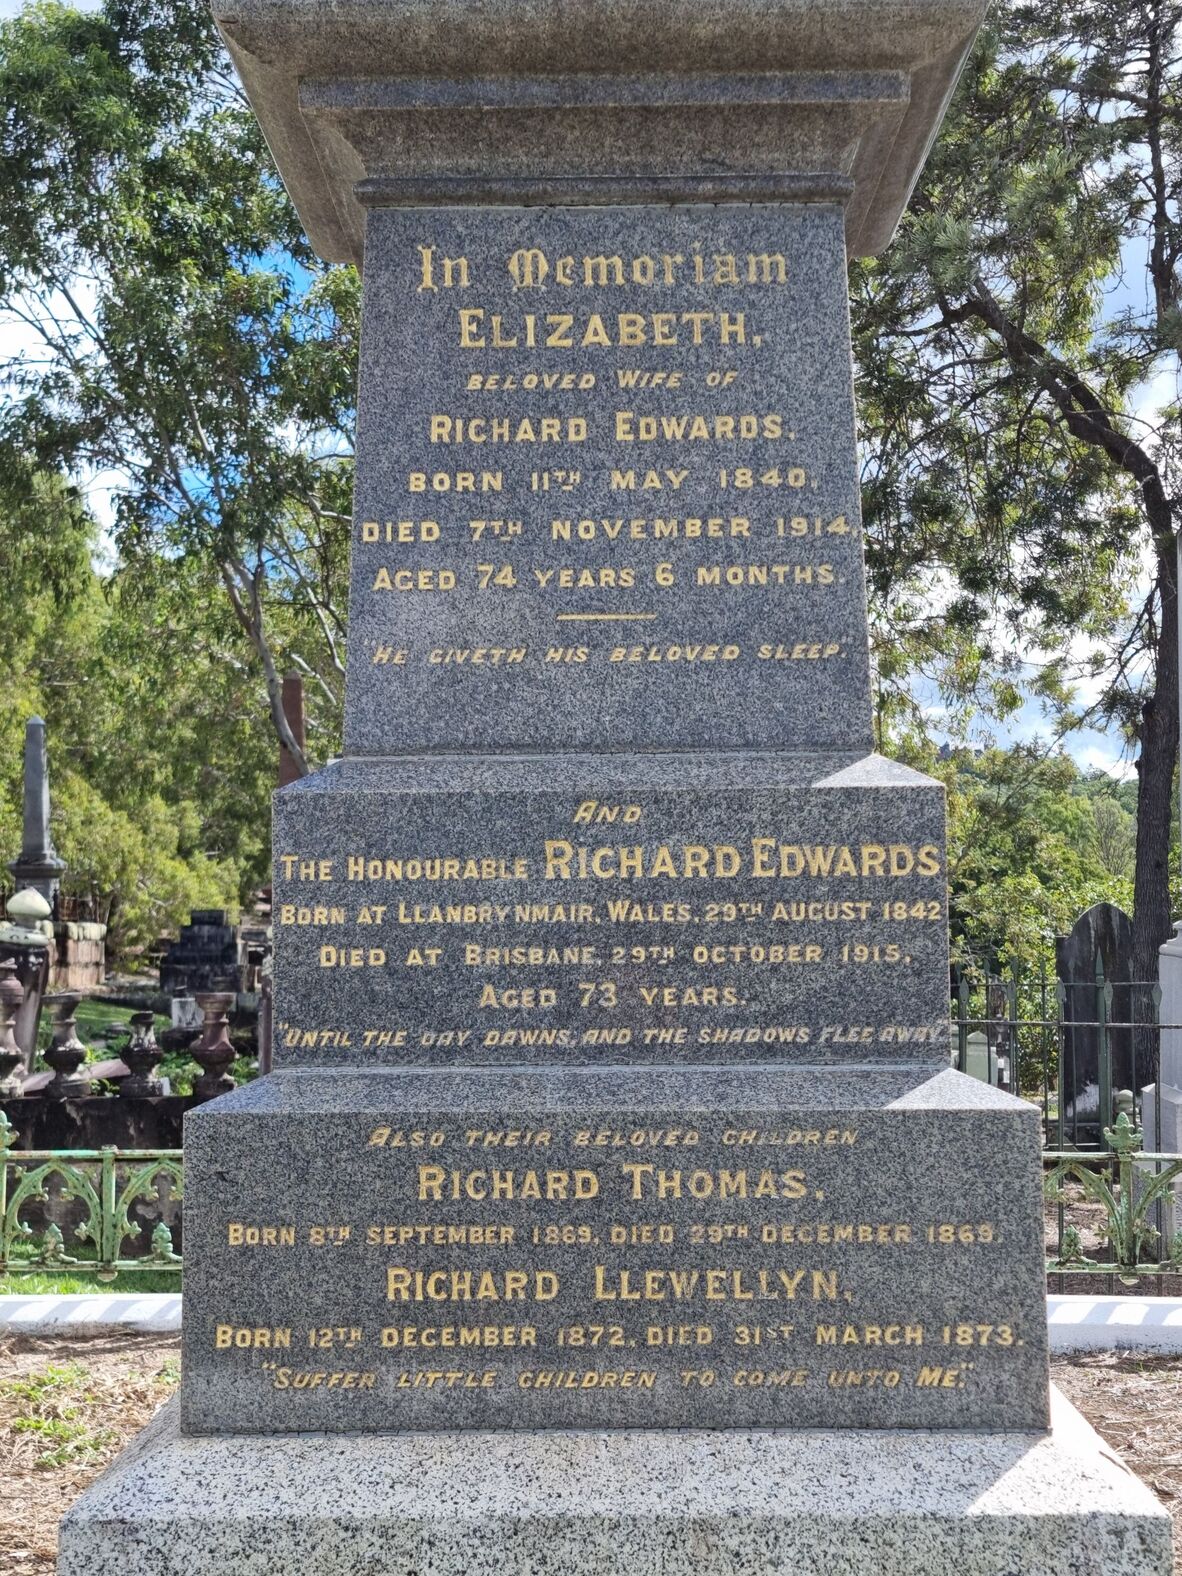 In Memoriam
ELIZABETH,
BELOVED WIFE OF
RICHARD EDWARDS.
BORN 11TH MAY 1840.
DIED 7TH NOVEMBER 1914.
AGED 74 YEARS 6 MONTHS.
"HE GIVETH HIS BELOVED SLEEP."
AND
THE HONOURABLE RICHARD EDWARDS
BORN AT LLANBRYNMAIR, WALES, 29TH AUGUST 1842
DIED AT BRISBANE, 29TH OCTOBER 1915,
AGED 73 YEARS.
"UNTIL THE DAY DAWNS, AND THE SHADOWS FLEE AWAY."
ALSO THEIR BELOVED CHILDREN
RICHARD THOMAS,
BORN 8TH SEPTEMBER 1869, DIED 29TH DECEMBER 1869.
RICHARD LLEWELLYN,
BORN 12TH DECEMBER 1872, DIED 31ST MARCH 1873.
"SUFFER LITTLE CHILDREN TO COME UNTO ME."